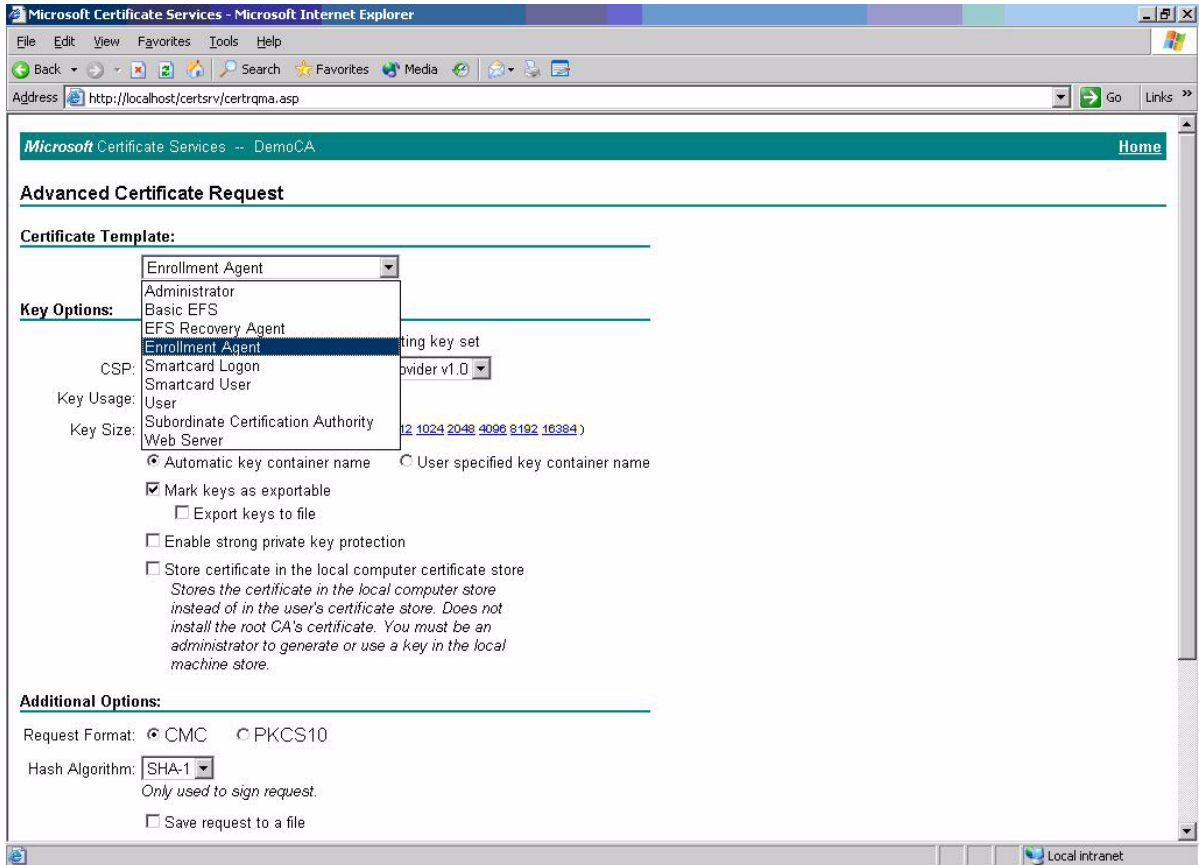 Microsoft Certificate Services - Microsoft Internet Explorer
File Edit View Favorites Tools Help
Back Search Favorites Media
Address http://localhost/certsrv/certrqma.asp Go Links »
Microsoft Certificate Services -- DemoCA Home
Advanced Certificate Request
Certificate Template:
Enrollment Agent
Administrator
Key Options:
Basic EFS
EFS Recovery Agent
Enrollment Agent ting key set
CSP: Smartcard Logon ovider v1.0
Smartcard User
Key Usage: User
Key Size: Subordinate Certification Authority 12 1024 2048 4096 8192 16384 )
Web Server
Automatic key container name User specified key container name
Mark keys as exportable
Export keys to file
Enable strong private key protection
Store certificate in the local computer certificate store
Stores the certificate in the local computer store
instead of in the user's certificate store. Does not
install the root CA's certificate. You must be an
administrator to generate or use a key in the local
machine store.
Additional Options:
Request Format: CMC PKCS10
Hash Algorithm: SHA-1
Only used to sign request.
Save request to a file
Local intranet